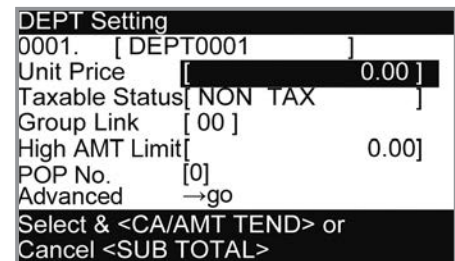 DEPT Setting
0001. [ DEPT0001 ]
Unit Price [ 0.00 ]
Taxable Status[ NON TAX ]
Group Link [ 00 ]
High AMT Limit[ 0.00]
POP No. [0]
Advanced →go
Select & <CA/AMT TEND> or
Cancel <SUB TOTAL>